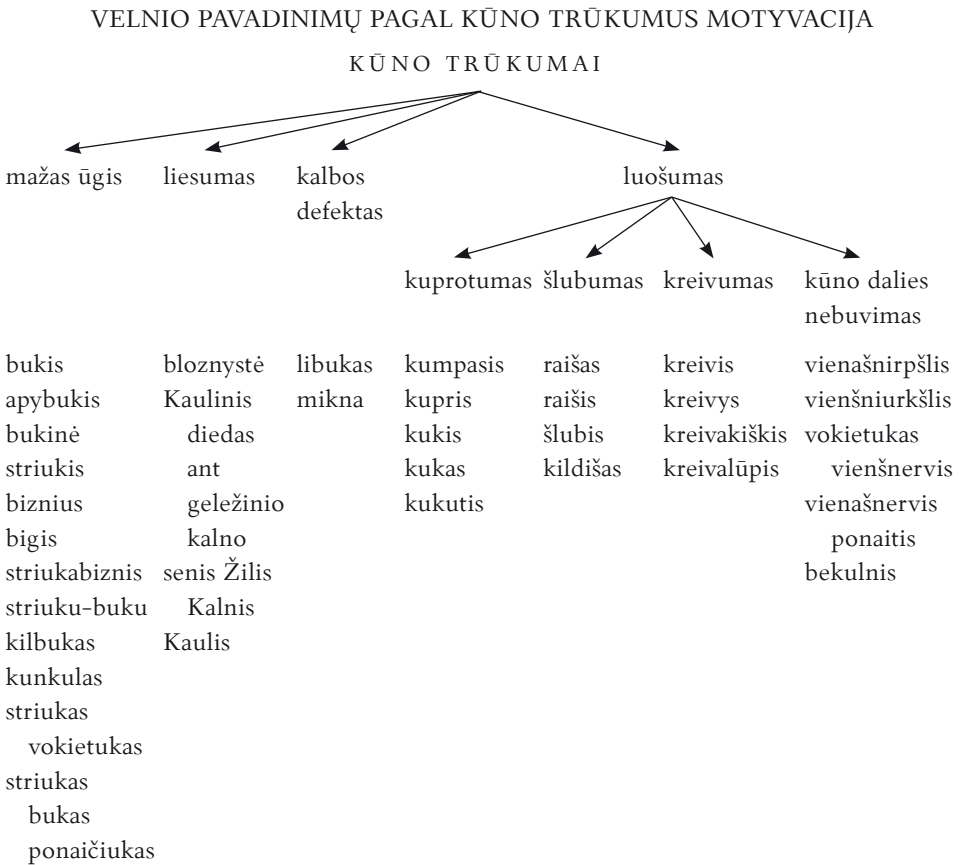 VELNIO PAVADINIMŲ PAGAL KŪNO TRŪKUMUS MOTYVACIJA
KŪNO TRŪKUMAI
mažas ūgis
liesumas
kalbos
defektas
luošumas
kuprotumas
šlubumas
kreivumas
kūno dalies
nebuvimas
bukis
apybukis
bukinė
striukis
biznius
bigis
striukabiznis
striuku-buku
kilbukas
kunkulas
striukas
vokietukas
striukas
bukas
ponaičiukas
bloznystė
Kaulinis
diedas
ant
geležinio
kalno
senis Žilis
Kalnis
Kaulis
libukas
mikna
kumpasis
kupris
kukis
kukas
kukutis
raišas
raišis
šlubis
kildišas
kreivis
kreivys
kreivakiškis
kreivalūpis
vienašnirpšlis
vienšniurkšlis
vokietukas
vienšnervis
vienašnervis
ponaitis
bekulnis